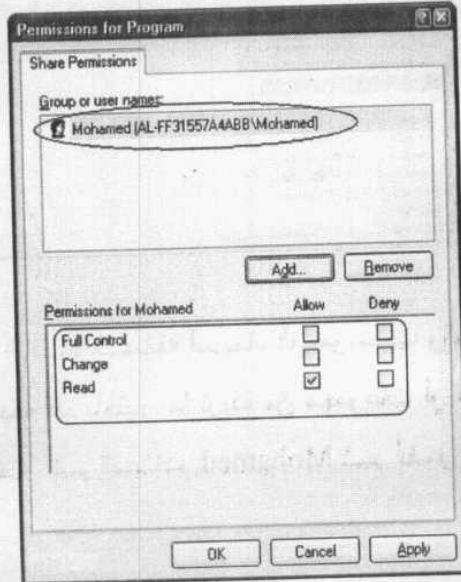 Permissions for Program
Share Permissions
Group or user names:
Mohamed (AL-FF31557A4ABB\Mohamed)
Add...
Remove
Permissions for Mohamed Allow Deny
Full Control
Change
Read
OK
Cancel
Apply